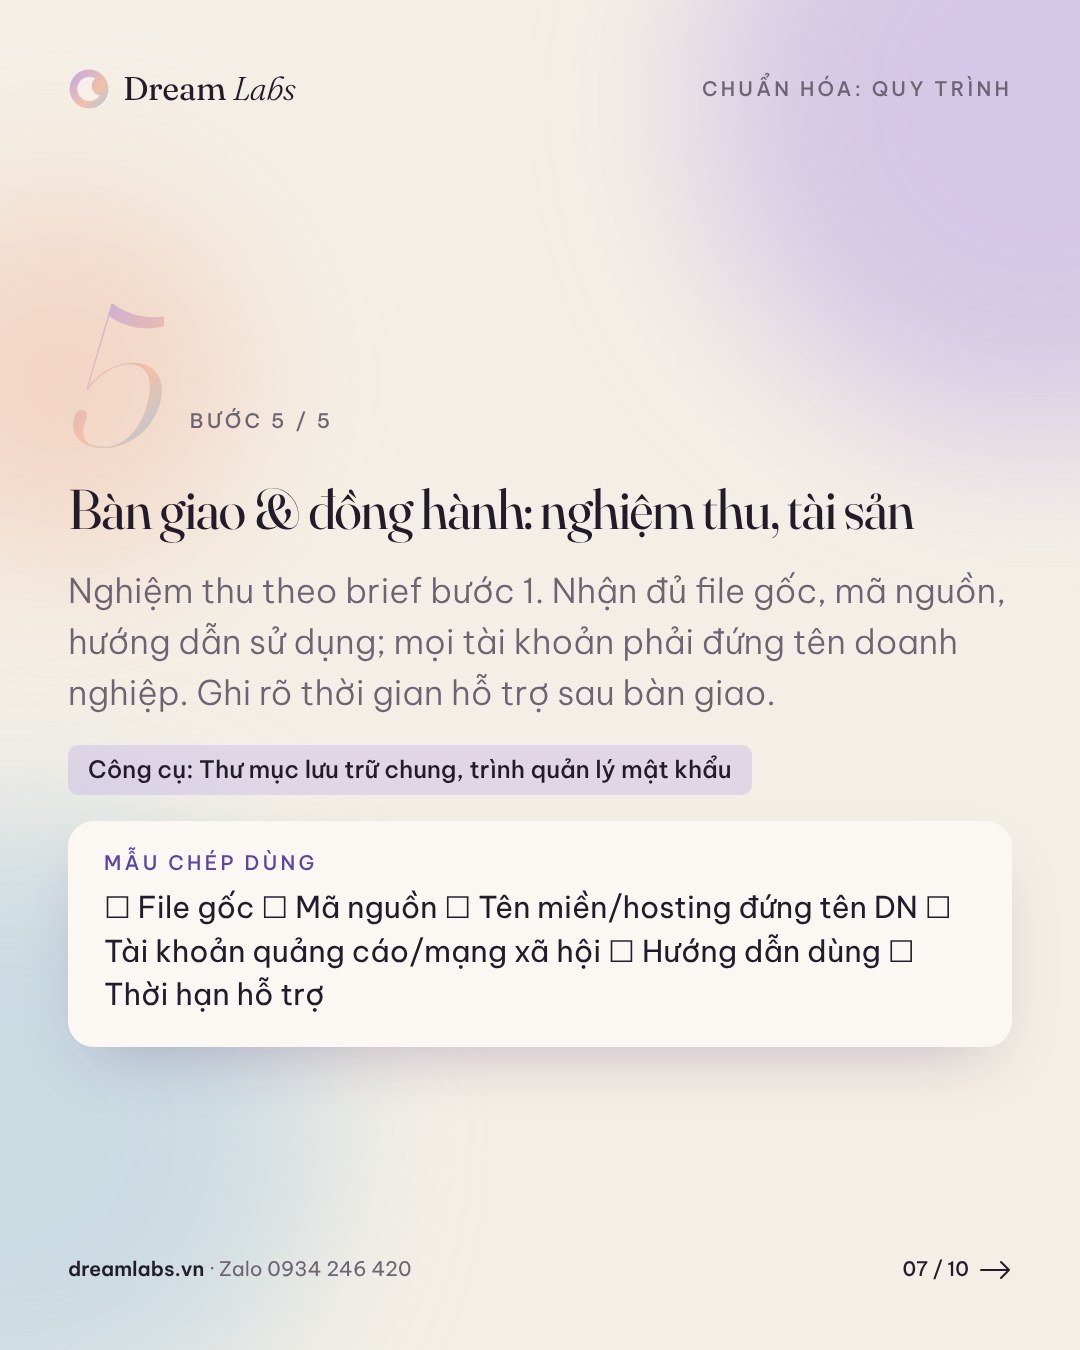 Dream Labs
CHUẨN HÓA: QUY TRÌNH
5
BƯỚC 5 / 5
Bàn giao & đồng hành: nghiệm thu, tài sản
Nghiệm thu theo brief bước 1. Nhận đủ file gốc, mã nguồn,
hướng dẫn sử dụng; mọi tài khoản phải đứng tên doanh
nghiệp. Ghi rõ thời gian hỗ trợ sau bàn giao.
Công cụ: Thư mục lưu trữ chung, trình quản lý mật khẩu
MẪU CHÉP DÙNG
☐ File gốc ☐ Mã nguồn ☐ Tên miền/hosting đứng tên DN ☐
Tài khoản quảng cáo/mạng xã hội ☐ Hướng dẫn dùng ☐
Thời hạn hỗ trợ
dreamlabs.vn · Zalo 0934 246 420
07 / 10 →